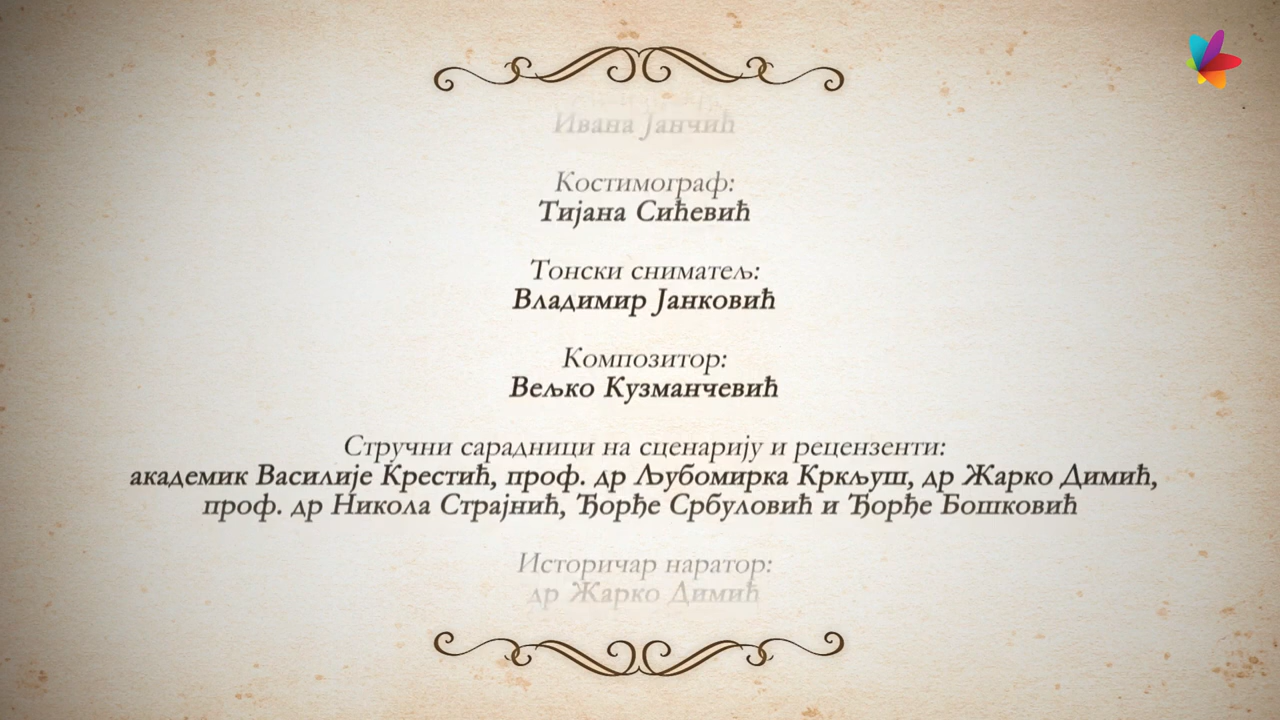 Ивана Јанчић
Костимограф:
Тијана Сићевић
Тонски сниматељ:
Владимир Јанковић
Композитор:
Вељко Кузманчевић
Стручни сарадници на сценарију и рецензенти:
академик Василије Крестић, проф. др Љубомирка Кркљуш, др Жарко Димић,
проф. др Никола Страјнић, Ђорђе Србуловић и Ђорђе Бошковић
Историчар наратор:
др Жарко Димић